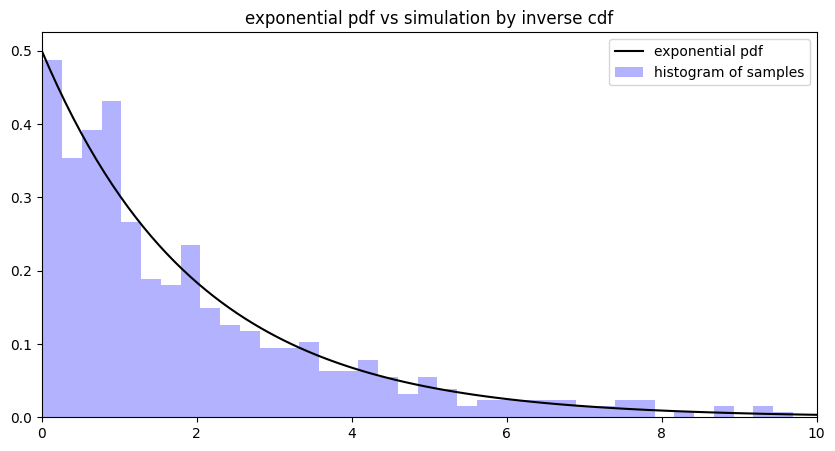 exponential pdf vs simulation by inverse cdf
exponential pdf
histogram of samples
0.5
0.4
0.3
0.2
0.1
0.0
0 2 4 6 8 10